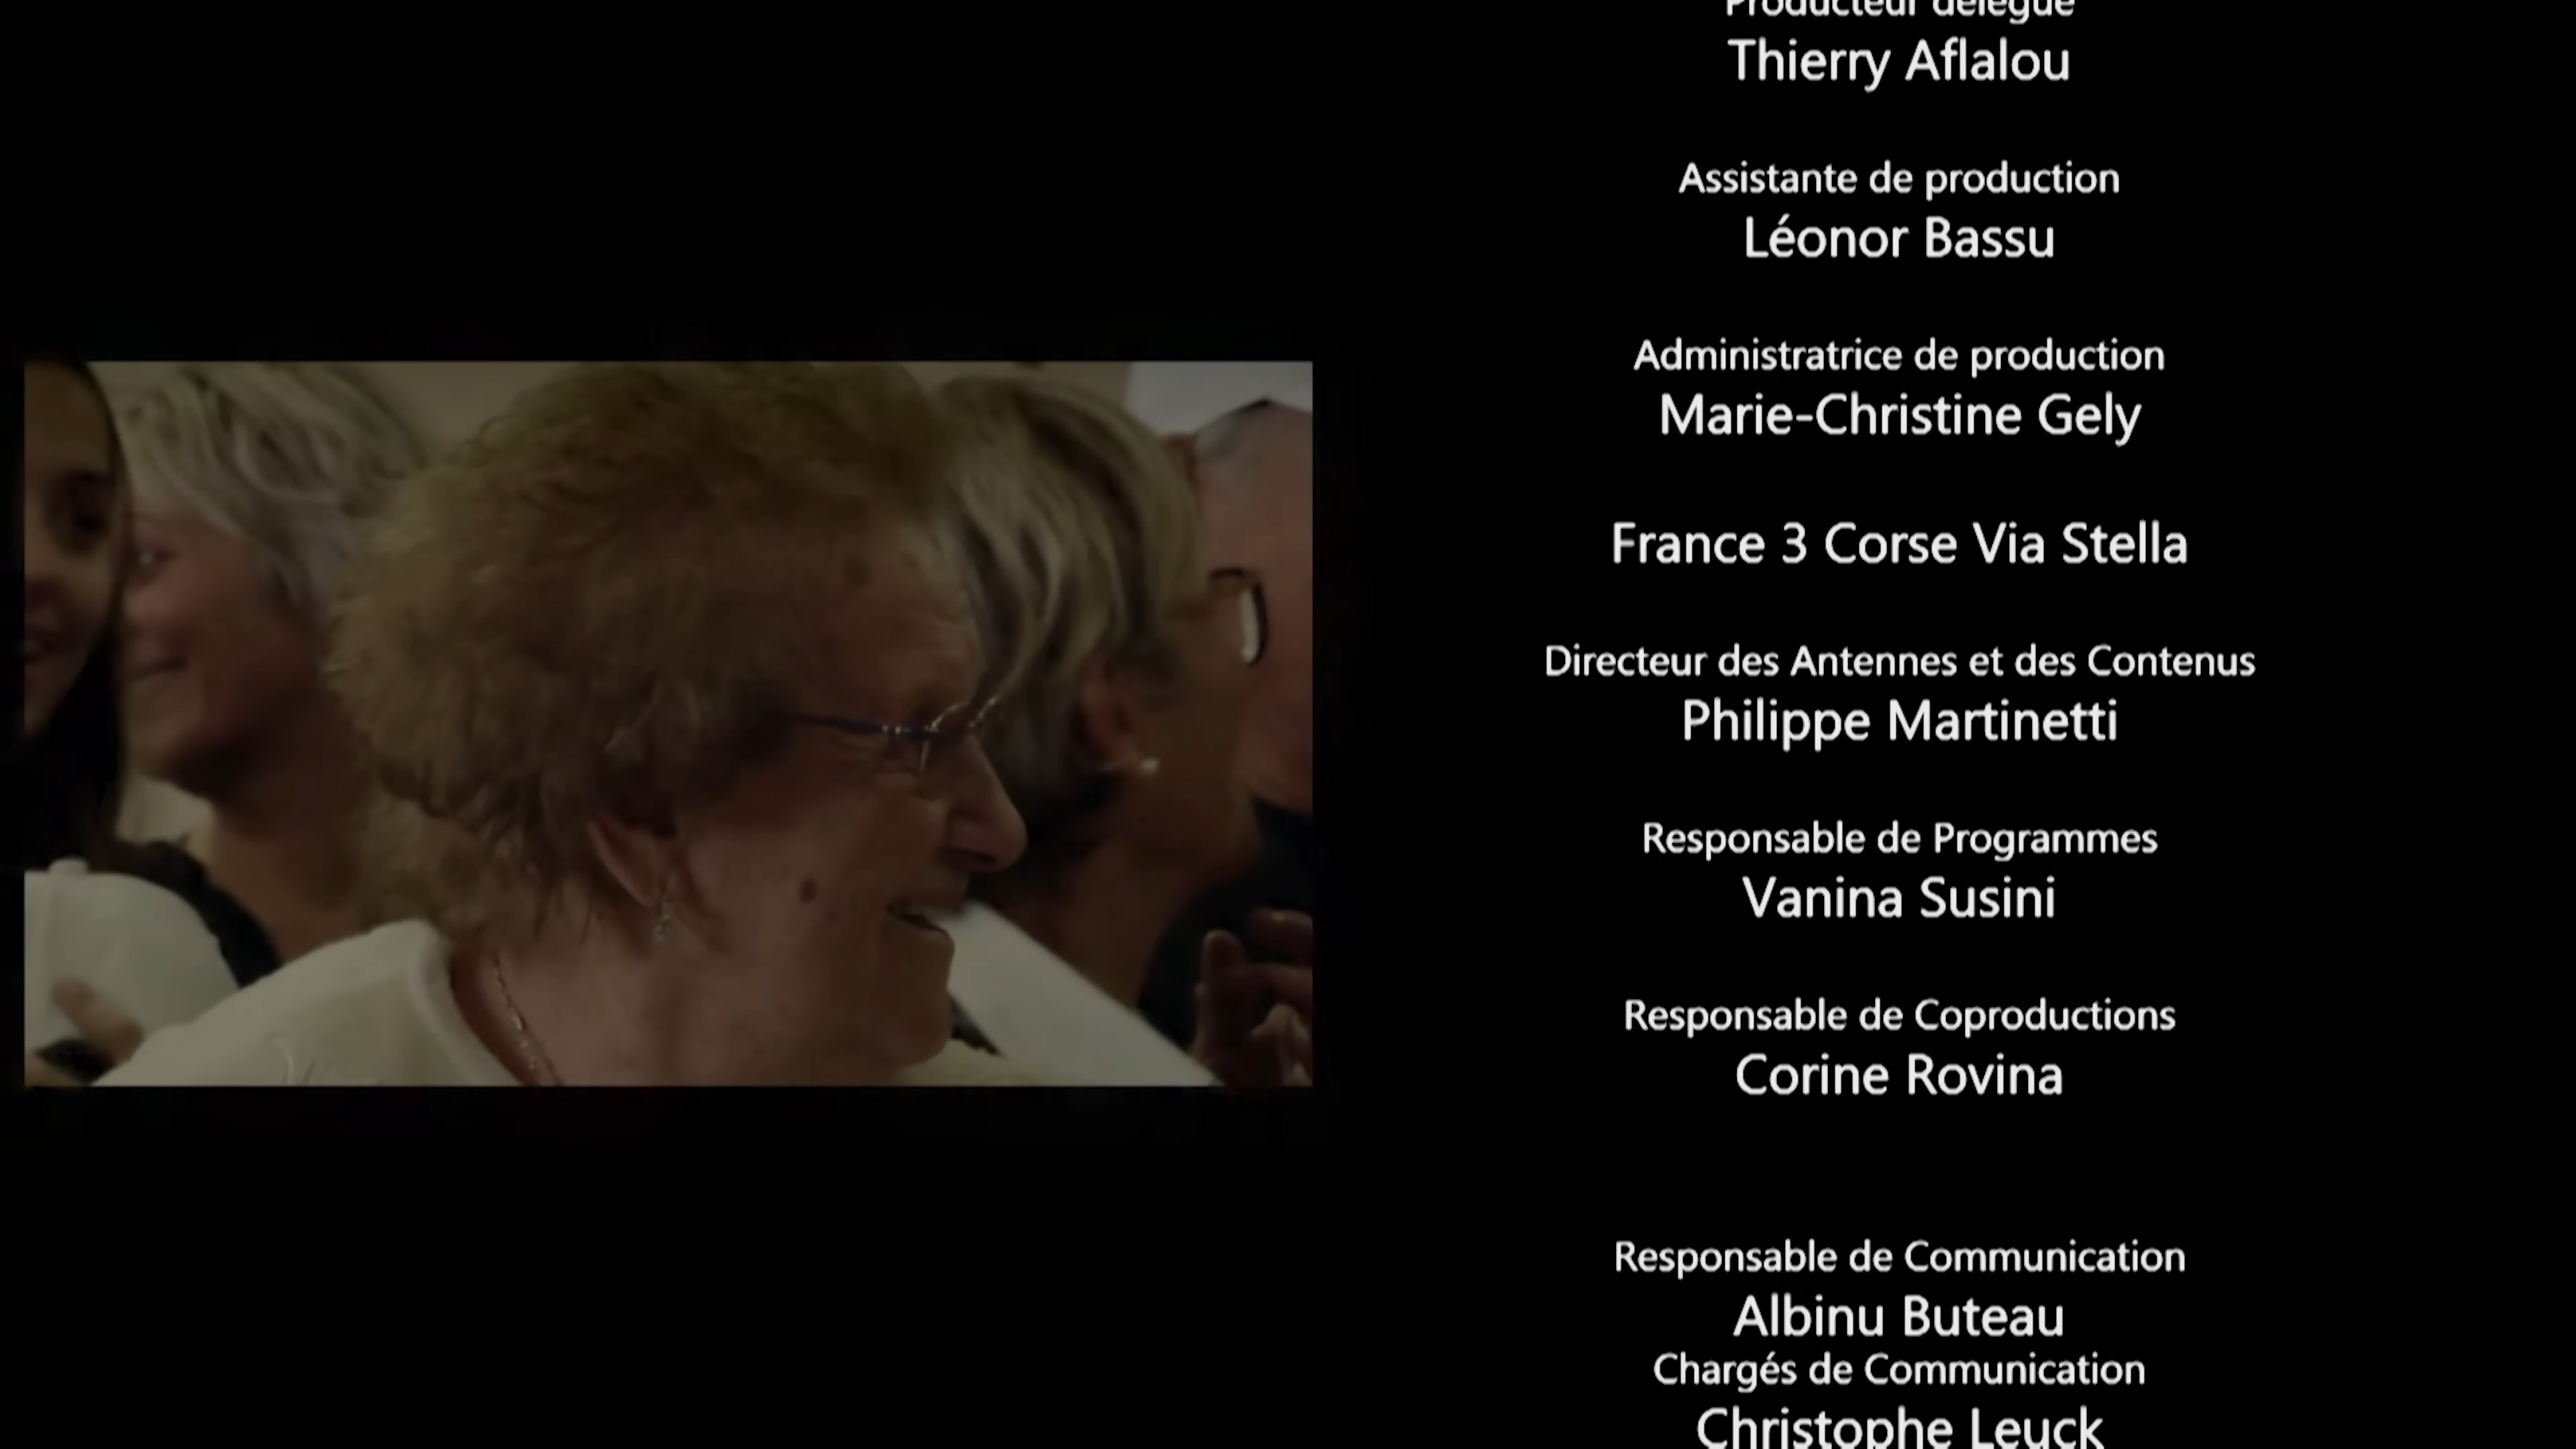 Producteur délégué
Thierry Aflalou
Assistante de production
Léonor Bassu
Administratrice de production
Marie-Christine Gely
France 3 Corse Via Stella
Directeur des Antennes et des Contenus
Philippe Martinetti
Responsable de Programmes
Vanina Susini
Responsable de Coproductions
Corine Rovina
Responsable de Communication
Albinu Buteau
Chargés de Communication
Christophe Leuck